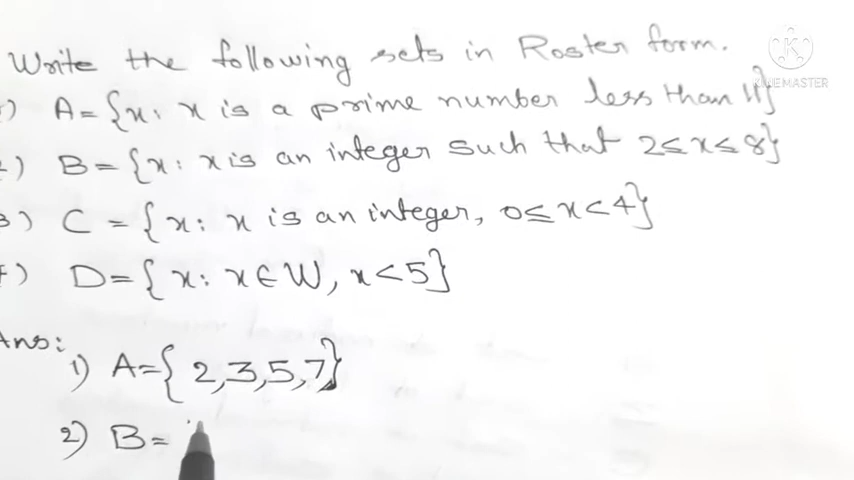 Write the following sets in Roster form.
KINEMASTER
) A={x: x is a prime number less than 11}
) B={x: x is an integer such that 2≤x≤8}
) C = {x: x is an integer, 0≤x<4}
) D={x: x∈W, x<5}
Ans:
1) A={2,3,5,7}
2) B=